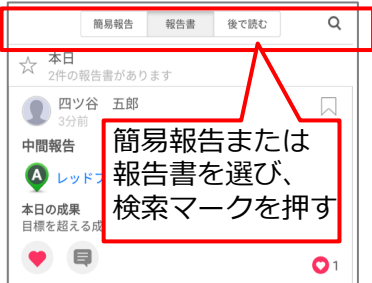 簡易報告 報告書 後で読む
本日
2件の報告書があります
四ツ谷 五郎
3分前
中間報告
A レッド
本日の成果
目標を超える成
簡易報告または
報告書を選び、
検索マークを押す
1